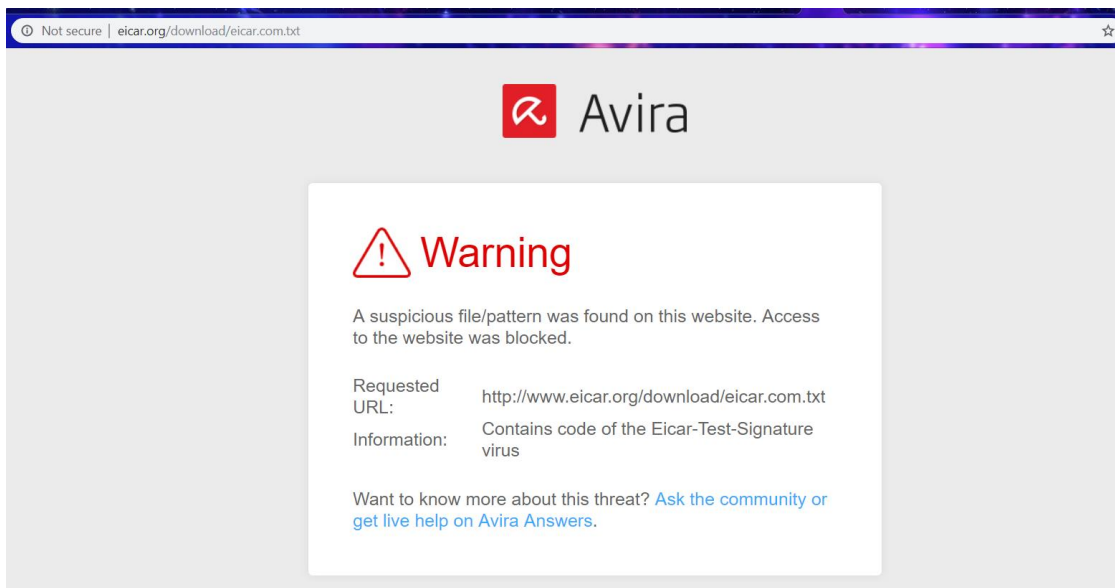 Not secure | eicar.org/download/eicar.com.txt
Avira
Warning
A suspicious file/pattern was found on this website. Access
to the website was blocked.
Requested
URL:
http://www.eicar.org/download/eicar.com.txt
Information:
Contains code of the Eicar-Test-Signature
virus
Want to know more about this threat? Ask the community or
get live help on Avira Answers.